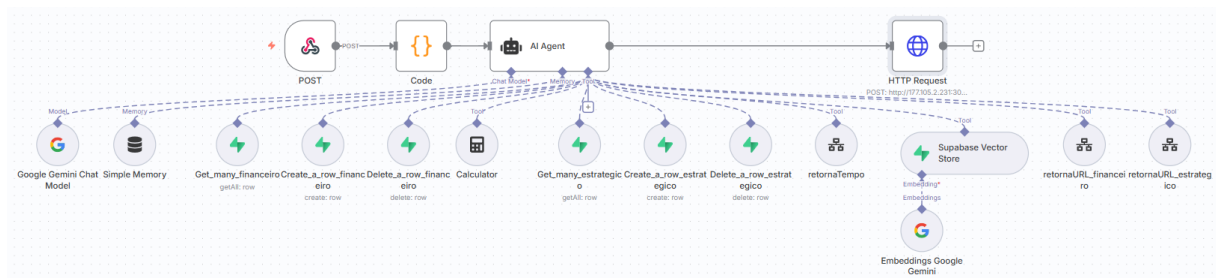 POST
AI Agent
POST
Code
Chat Model*
Memory
Tool
HTTP Request
POST: http://177.105.2.231:30...
Model
Memory
Tool
Tool
Tool
Tool
Tool
Supabase Vector
Store
Google Gemini Chat
Model
Simple Memory
Get_many_financeiro
getAll: row
Create_a_row_financ
eiro
create: row
Delete_a_row_financ
eiro
delete: row
Calculator
Get_many_estrategic
o
getAll: row
Create_a_row_estrat
egico
create: row
Delete_a_row_estrat
egico
delete: row
retornaTempo
Embedding*
Embeddings
Embeddings Google
Gemini
retornaURL_financei
ro
retornaURL_estrateg
ico